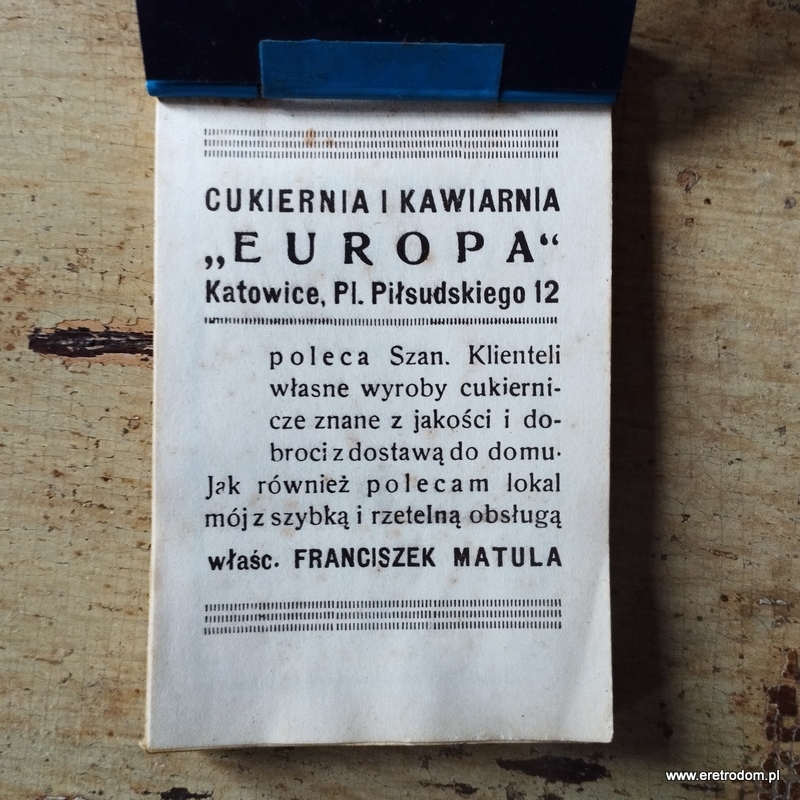 CUKIERNIA I KAWIARNIA
„EUROPA“
Katowice, Pl. Piłsudskiego 12
poleca Szan. Klienteli
własne wyroby cukierni-
cze znane z jakości i do-
broci z dostawą do domu.
Jak również polecam lokal
mój z szybką i rzetelną obsługą
właśc. FRANCISZEK MATULA
www.eretrodom.pl